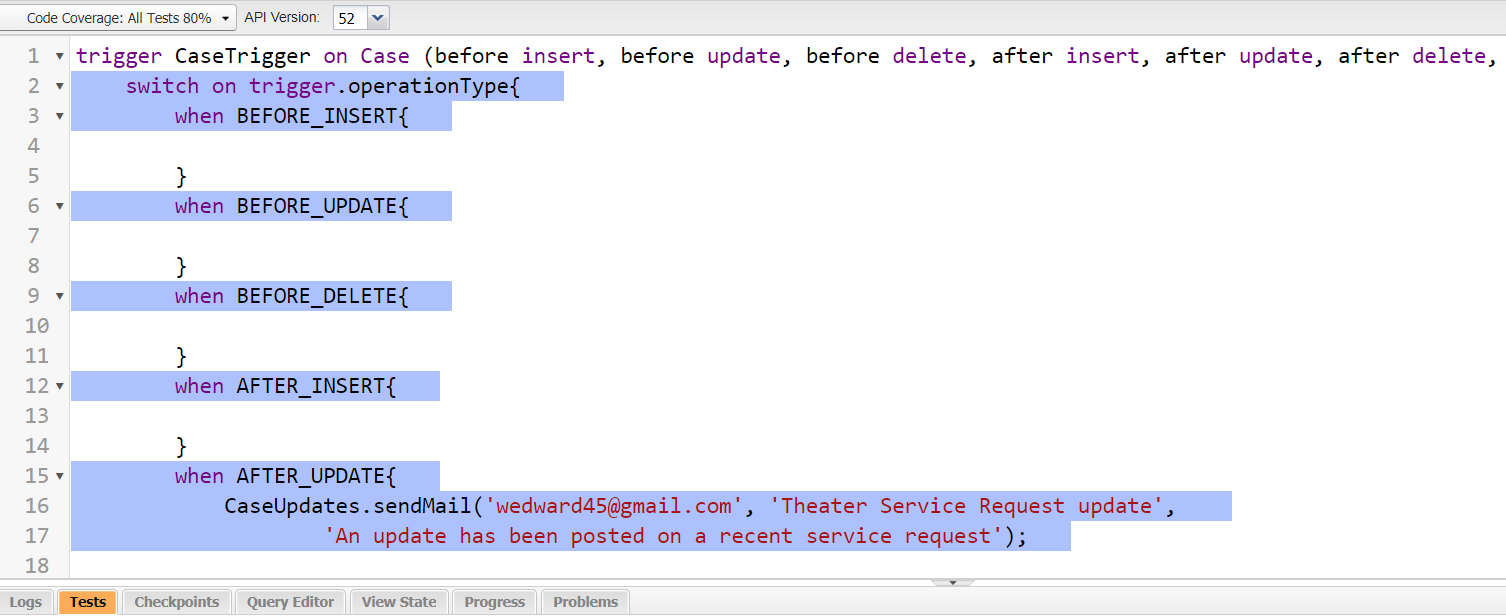 Code Coverage: All Tests 80% API Version: 52
1 trigger CaseTrigger on Case (before insert, before update, before delete, after insert, after update, after delete,
2 switch on trigger.operationType{
3 when BEFORE_INSERT{
4
5 }
6 when BEFORE_UPDATE{
7
8 }
9 when BEFORE_DELETE{
10
11 }
12 when AFTER_INSERT{
13
14 }
15 when AFTER_UPDATE{
16 CaseUpdates.sendMail('wedward45@gmail.com', 'Theater Service Request update',
17 'An update has been posted on a recent service request');
18
Logs Tests Checkpoints Query Editor View State Progress Problems